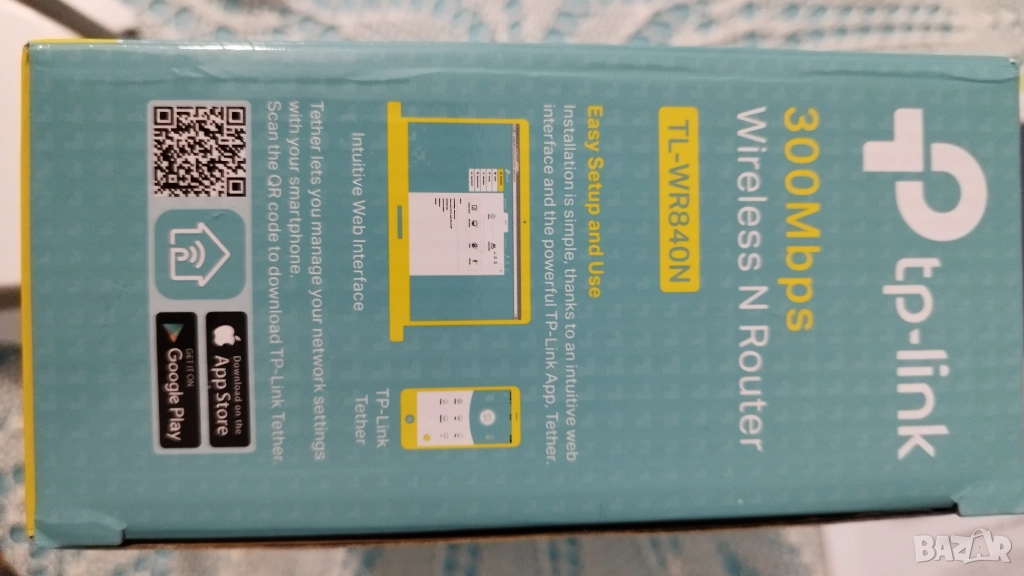 tp-link
300Mbps
Wireless N Router
TL-WR840N
Easy Setup and Use
Installation is simple, thanks to an intuitive web
interface and the powerful TP-Link App, Tether.
Intuitive Web Interface
TP-Link
Tether
Tether lets you manage your network settings
with your smartphone.
Scan the QR code to download TP-Link Tether.
Download on the
App Store
GET IT ON
Google Play
BAZAR